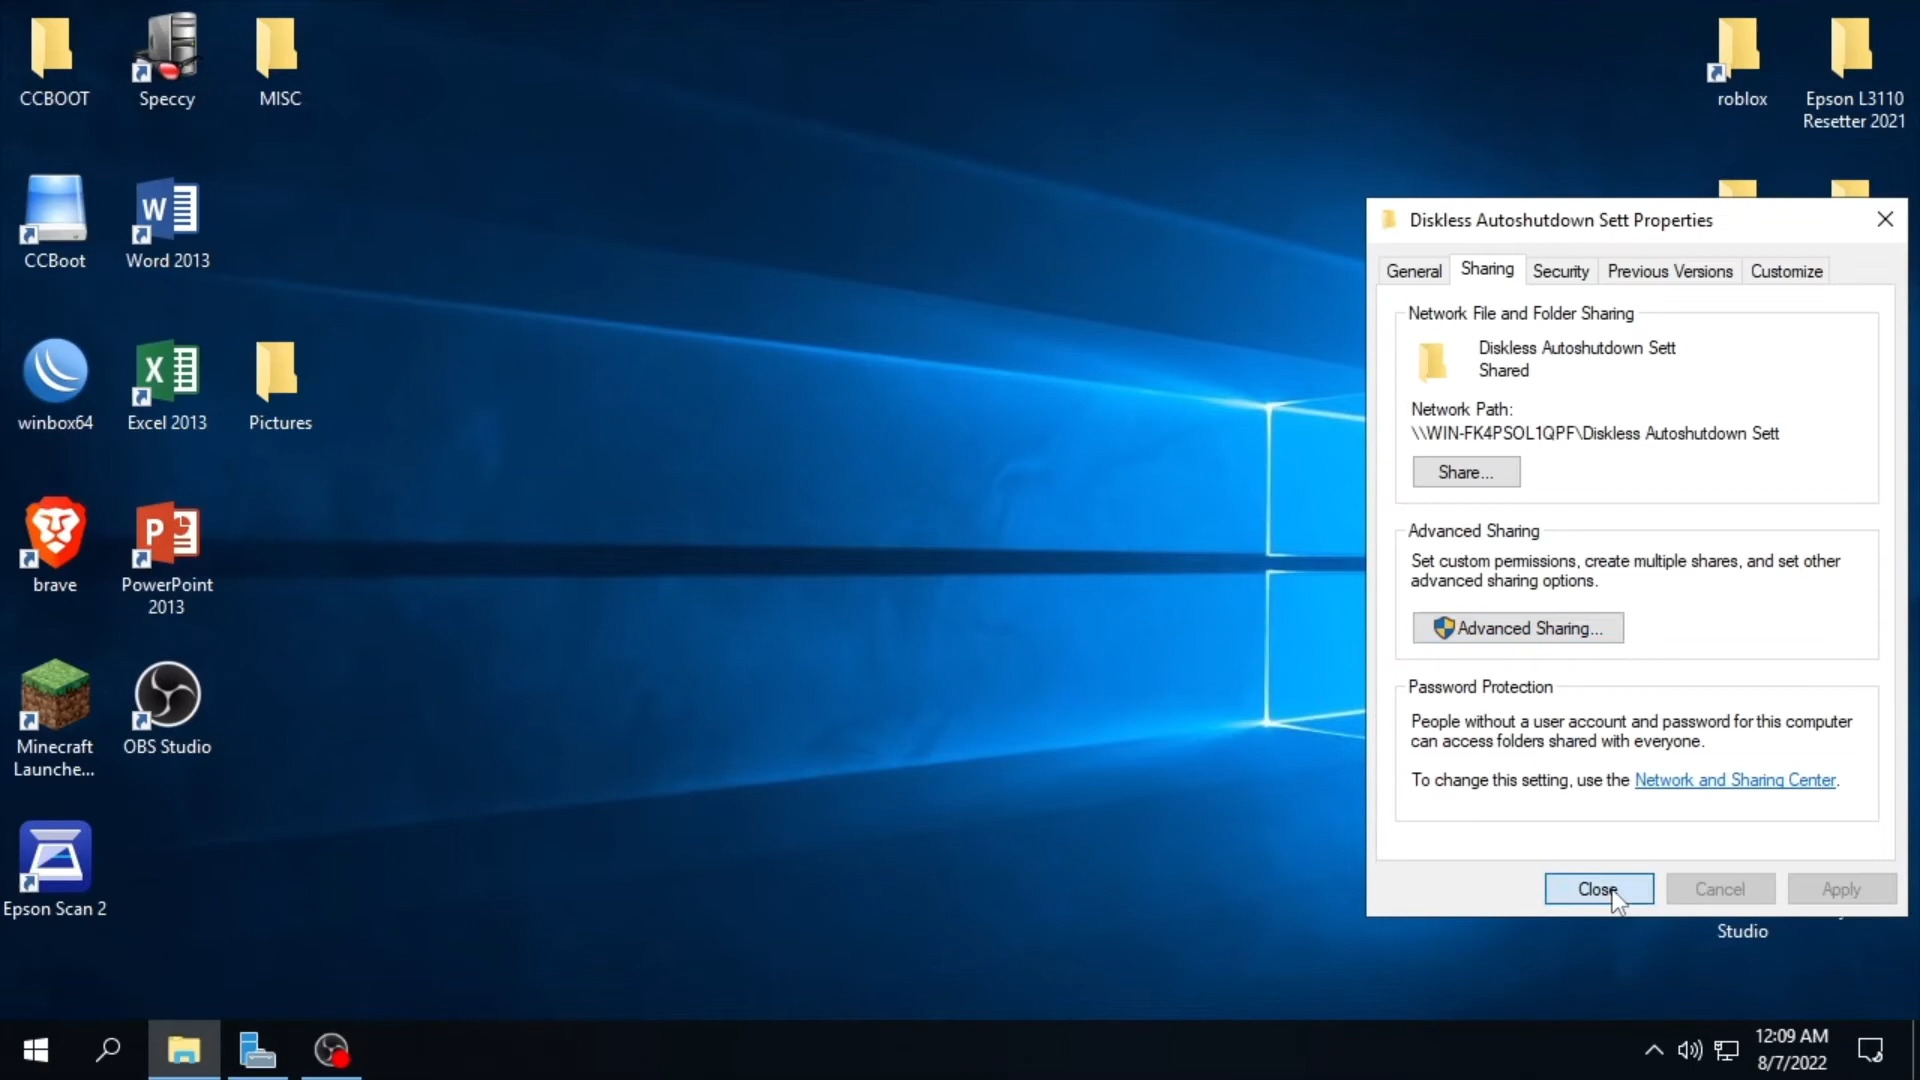 CCBOOT
Speccy
MISC
roblox
Epson L3110
Resetter 2021
CCBoot
Word 2013
winbox64
Excel 2013
Pictures
brave
PowerPoint
2013
Minecraft
Launche...
OBS Studio
Epson Scan 2
Diskless Autoshutdown Sett Properties
General
Sharing
Security
Previous Versions
Customize
Network File and Folder Sharing
Diskless Autoshutdown Sett
Shared
Network Path:
\\WIN-FK4PSOL1QPF\Diskless Autoshutdown Sett
Share...
Advanced Sharing
Set custom permissions, create multiple shares, and set other
advanced sharing options.
Advanced Sharing...
Password Protection
People without a user account and password for this computer
can access folders shared with everyone.
To change this setting, use the Network and Sharing Center.
Close
Cancel
Apply
Studio
12:09 AM
8/7/2022